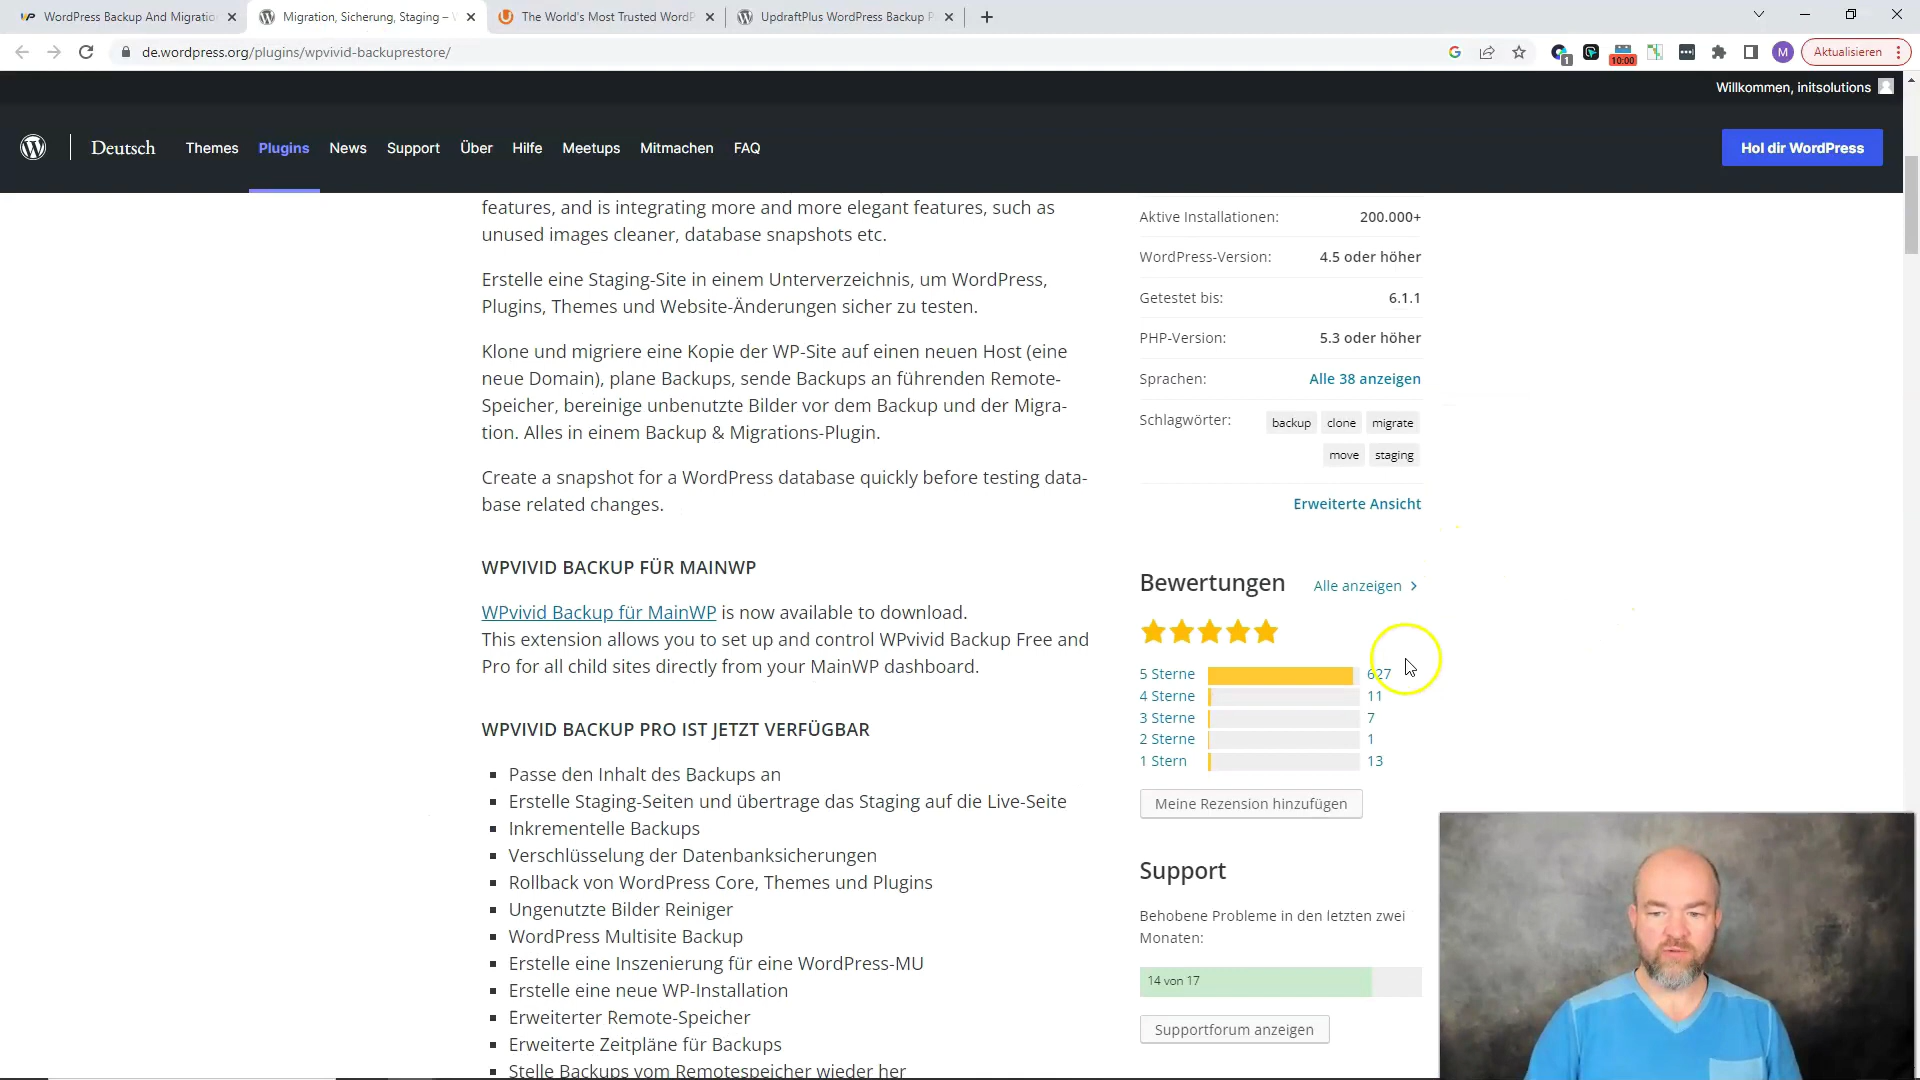 WordPress Backup And Migratio
Migration, Sicherung, Staging –
The World's Most Trusted WordP
UpdraftPlus WordPress Backup P
de.wordpress.org/plugins/wpvivid-backuprestore/
1
10:00
M
Aktualisieren
Willkommen, initsolutions
Deutsch
Themes
Plugins
News
Support
Über
Hilfe
Meetups
Mitmachen
FAQ
Hol dir WordPress
features, and is integrating more and more elegant features, such as
unused images cleaner, database snapshots etc.
Erstelle eine Staging-Site in einem Unterverzeichnis, um WordPress,
Plugins, Themes und Website-Änderungen sicher zu testen.
Klone und migriere eine Kopie der WP-Site auf einen neuen Host (eine
neue Domain), plane Backups, sende Backups an führenden Remote-
Speicher, bereinige unbenutzte Bilder vor dem Backup und der Migra-
tion. Alles in einem Backup & Migrations-Plugin.
Create a snapshot for a WordPress database quickly before testing data-
base related changes.
WPVIVID BACKUP FÜR MAINWP
WPvivid Backup für MainWP is now available to download.
This extension allows you to set up and control WPvivid Backup Free and
Pro for all child sites directly from your MainWP dashboard.
WPVIVID BACKUP PRO IST JETZT VERFÜGBAR
Passe den Inhalt des Backups an
Erstelle Staging-Seiten und übertrage das Staging auf die Live-Seite
Inkrementelle Backups
Verschlüsselung der Datenbanksicherungen
Rollback von WordPress Core, Themes und Plugins
Ungenutzte Bilder Reiniger
WordPress Multisite Backup
Erstelle eine Inszenierung für eine WordPress-MU
Erstelle eine neue WP-Installation
Erweiterter Remote-Speicher
Erweiterte Zeitpläne für Backups
Stelle Backups vom Remotespeicher wieder her
Aktive Installationen: 200.000+
WordPress-Version: 4.5 oder höher
Getestet bis: 6.1.1
PHP-Version: 5.3 oder höher
Sprachen: Alle 38 anzeigen
Schlagwörter: backup clone migrate
move staging
Erweiterte Ansicht
Bewertungen Alle anzeigen
5 Sterne 627
4 Sterne 11
3 Sterne 7
2 Sterne 1
1 Stern 13
Meine Rezension hinzufügen
Support
Behobene Probleme in den letzten zwei
Monaten:
14 von 17
Supportforum anzeigen